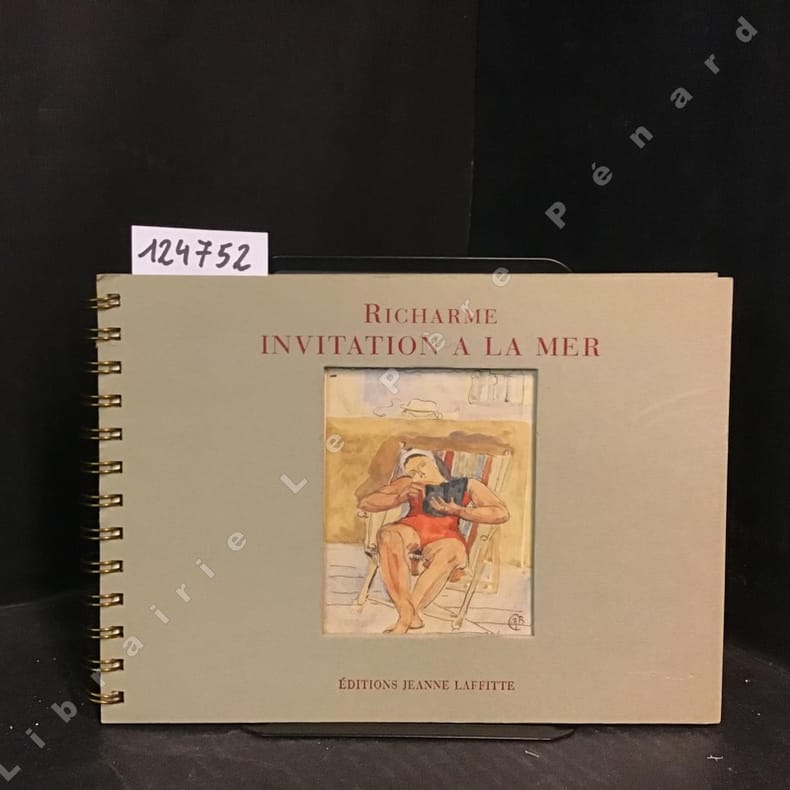 124752
RICHARME
INVITATION A LA MER
ÉDITIONS JEANNE LAFFITTE
Librairie Le Père Pénard